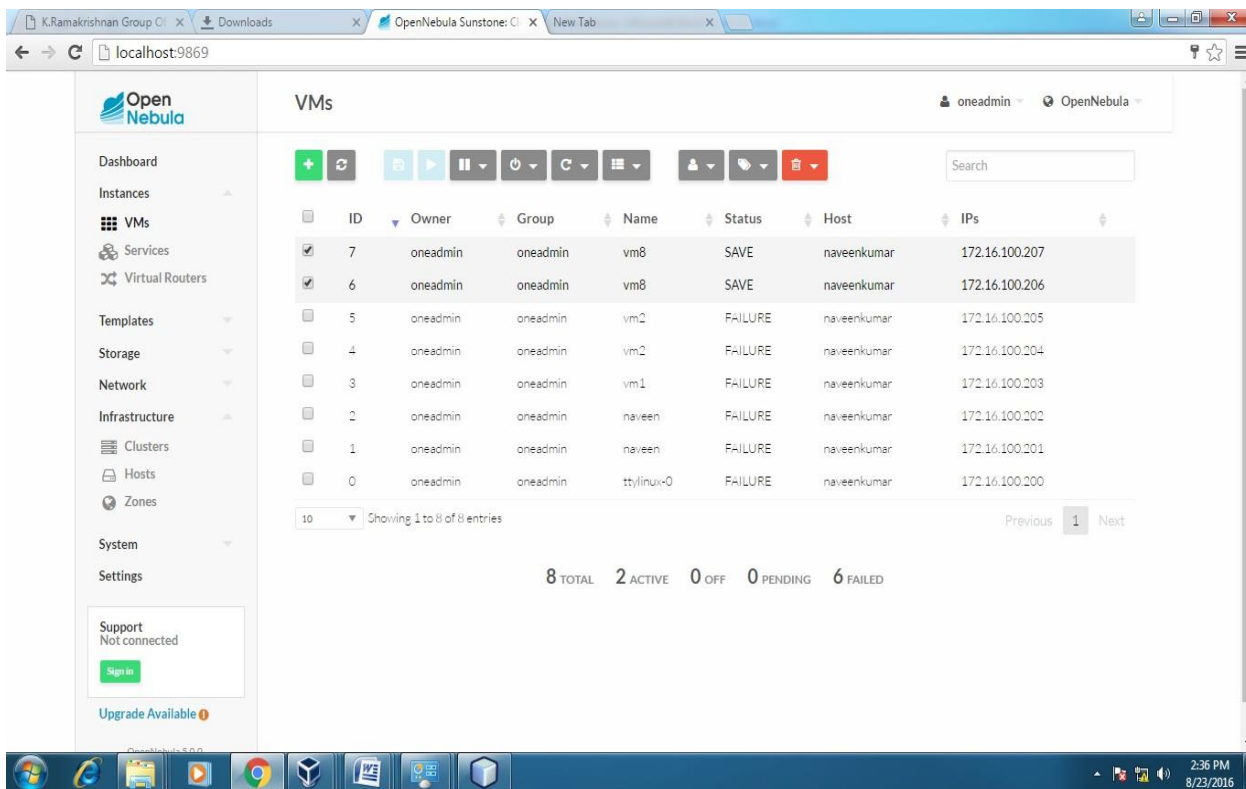 K.Ramakrishnan Group O
Downloads
OpenNebula Sunstone: Cl
New Tab
localhost:9869
Open
Nebula
VMs
oneadmin
OpenNebula
Dashboard
Instances
VMs
Services
Virtual Routers
Templates
Storage
Network
Infrastructure
Clusters
Hosts
Zones
System
Settings
Support
Not connected
Sign in
Upgrade Available
OpenNebula 5.0.0
Search
ID Owner Group Name Status Host IPs
7 oneadmin oneadmin vm8 SAVE naveenkumar 172.16.100.207
6 oneadmin oneadmin vm8 SAVE naveenkumar 172.16.100.206
5 oneadmin oneadmin vm2 FAILURE naveenkumar 172.16.100.205
4 oneadmin oneadmin vm2 FAILURE naveenkumar 172.16.100.204
3 oneadmin oneadmin vm1 FAILURE naveenkumar 172.16.100.203
2 oneadmin oneadmin naveen FAILURE naveenkumar 172.16.100.202
1 oneadmin oneadmin naveen FAILURE naveenkumar 172.16.100.201
0 oneadmin oneadmin ttylinux-0 FAILURE naveenkumar 172.16.100.200
10 Showing 1 to 8 of 8 entries
Previous 1 Next
8 TOTAL 2 ACTIVE 0 OFF 0 PENDING 6 FAILED
2:36 PM
8/23/2016